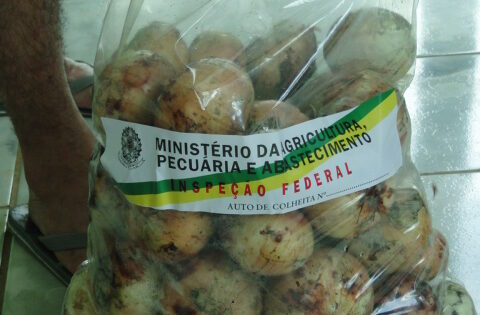 MINISTÉRIO DA AGRICULTURA,
PECUÁRIA E ABASTECIMENTO
INSPEÇÃO FEDERAL
AUTO DE COLHEITA Nº